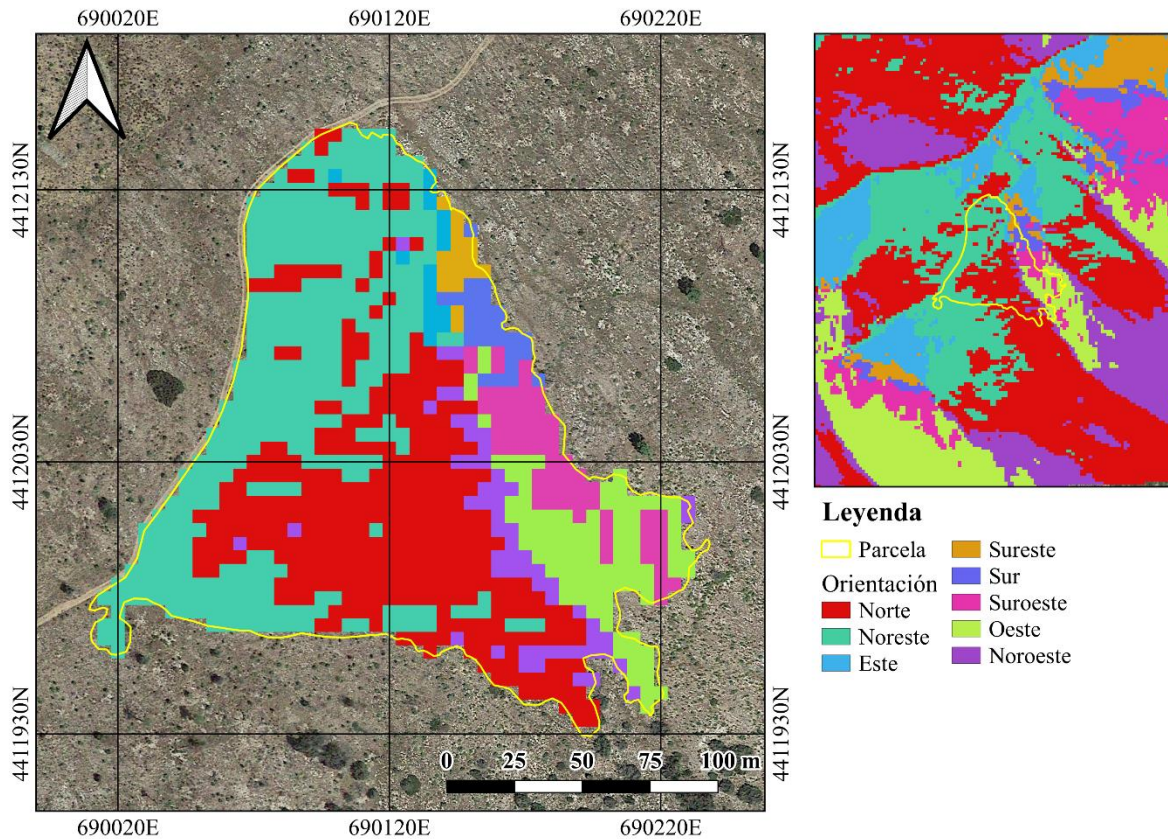 690020E 690120E 690220E
4412130N 4412130N
4412030N 4412030N
4411930N 4411930N
0 25 50 75 100 m
690020E 690120E 690220E
Leyenda
Parcela
Orientación
Norte
Noreste
Este
Sureste
Sur
Suroeste
Oeste
Noroeste